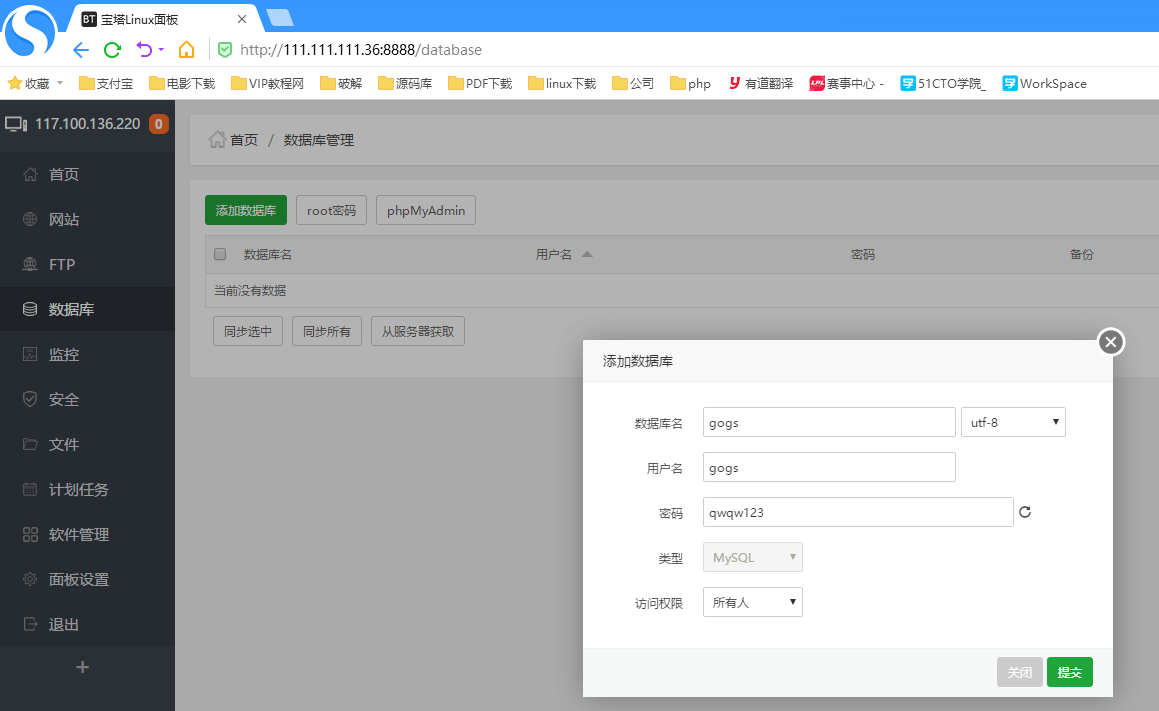 BT 宝塔Linux面板
http://111.111.111.36:8888/database
收藏 支付宝 电影下载 VIP教程网 破解 源码库 PDF下载 linux下载 公司 php 有道翻译 赛事中心 - 51CTO学院_ WorkSpace
117.100.136.220 0
首页
网站
FTP
数据库
监控
安全
文件
计划任务
软件管理
面板设置
退出
+
首页 / 数据库管理
添加数据库 root密码 phpMyAdmin
数据库名 用户名 密码 备份
当前没有数据
同步选中 同步所有 从服务器获取
添加数据库
数据库名 gogs utf-8
用户名 gogs
密码 qwqw123
类型 MySQL
访问权限 所有人
关闭 提交